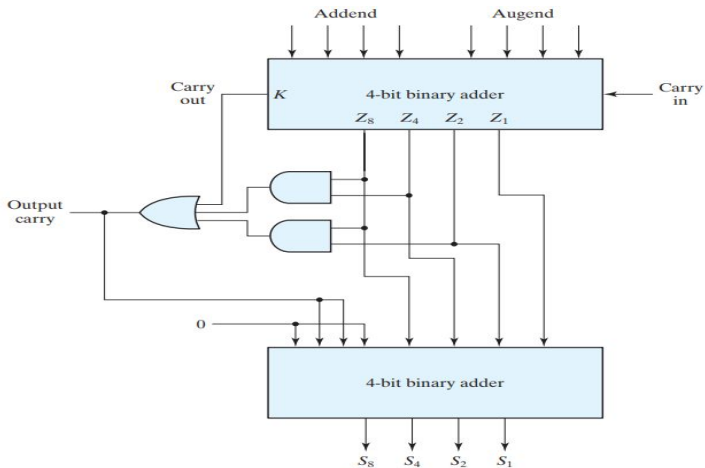 Addend Augend
Carry
out
K 4-bit binary adder
Carry
in
Z8 Z4 Z2 Z1
Output
carry
0
4-bit binary adder
S8 S4 S2 S1